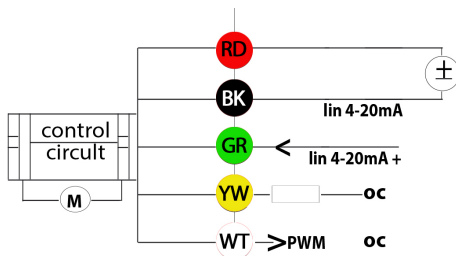 RD
±
BK
lin 4-20mA
control
circuit
GR
<
lin 4-20mA +
M
YW
oc
WT
>PWM
oc